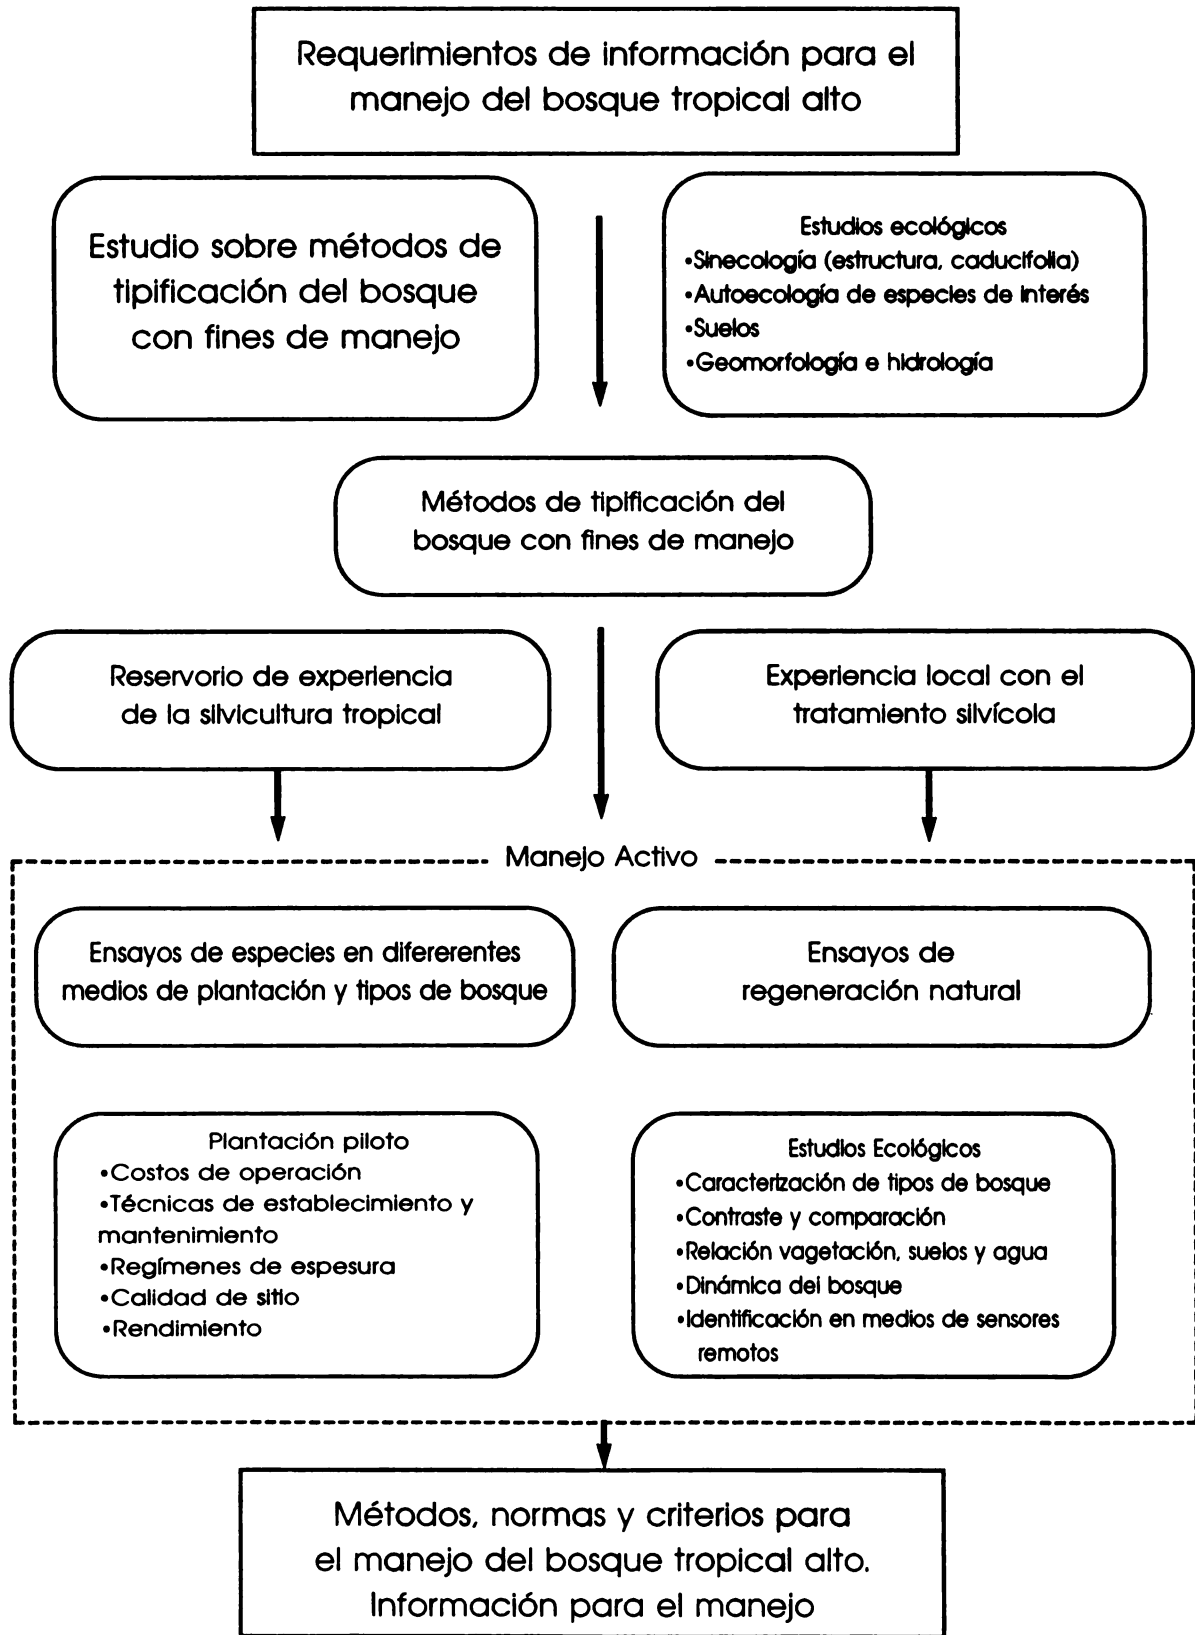 Requerimientos de información para el
manejo del bosque tropical alto
Estudio sobre métodos de
tipificación del bosque
con fines de manejo
Estudios ecológicos
•Sinecología (estructura, caducifolia)
•Autoecología de especies de interés
•Suelos
•Geomorfología e hidrología
Métodos de tipificación del
bosque con fines de manejo
Reservorio de experiencia
de la silvicultura tropical
Experiencia local con el
tratamiento silvícola
Manejo Activo
Ensayos de especies en difererentes
medios de plantación y tipos de bosque
Ensayos de
regeneración natural
Plantación piloto
•Costos de operación
•Técnicas de establecimiento y
mantenimiento
•Regímenes de espesura
•Calidad de sitio
•Rendimiento
Estudios Ecológicos
•Caracterización de tipos de bosque
•Contraste y comparación
•Relación vagetación, suelos y agua
•Dinámica del bosque
•Identificación en medios de sensores
remotos
Métodos, normas y criterios para
el manejo del bosque tropical alto.
Información para el manejo